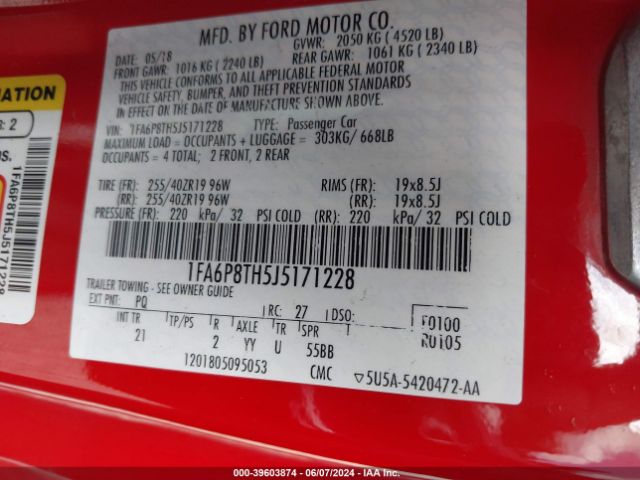 MFD. BY FORD MOTOR CO.
DATE: 05/18 GVWR: 2050 KG ( 4520 LB)
FRONT GAWR: 1016 KG ( 2240 LB) REAR GAWR: 1061 KG ( 2340 LB)
THIS VEHICLE CONFORMS TO ALL APPLICABLE FEDERAL MOTOR
VEHICLE SAFETY, BUMPER, AND THEFT PREVENTION STANDARDS
IN EFFECT ON THE DATE OF MANUFACTURE SHOWN ABOVE.
VIN: 1FA6P8TH5J5171228 TYPE: Passenger Car
MAXIMUM LOAD = OCCUPANTS + LUGGAGE = 303KG/ 668LB
OCCUPANTS = 4 TOTAL; 2 FRONT, 2 REAR
TIRE (FR): 255/40ZR19 96W RIMS (FR): 19x8.5J
(RR): 255/40ZR19 96W (RR): 19x8.5J
PRESSURE (FR): 220 kPa/ 32 PSI COLD (RR): 220 kPa/ 32 PSI COLD
1FA6P8TH5J5171228
TRAILER TOWING - SEE OWNER GUIDE
EXT PNT: PQ RC: 27 DSO: F0100
INT TR TP/PS R AXLE TR SPR R0105
21 2 YY U 55BB
1201805095053 CMC ▽5U5A-5420472-AA
MATION
: 2
1FA6P8TH5J5171228
000-39603874 | 06/07/2024 | © IAA, Inc.